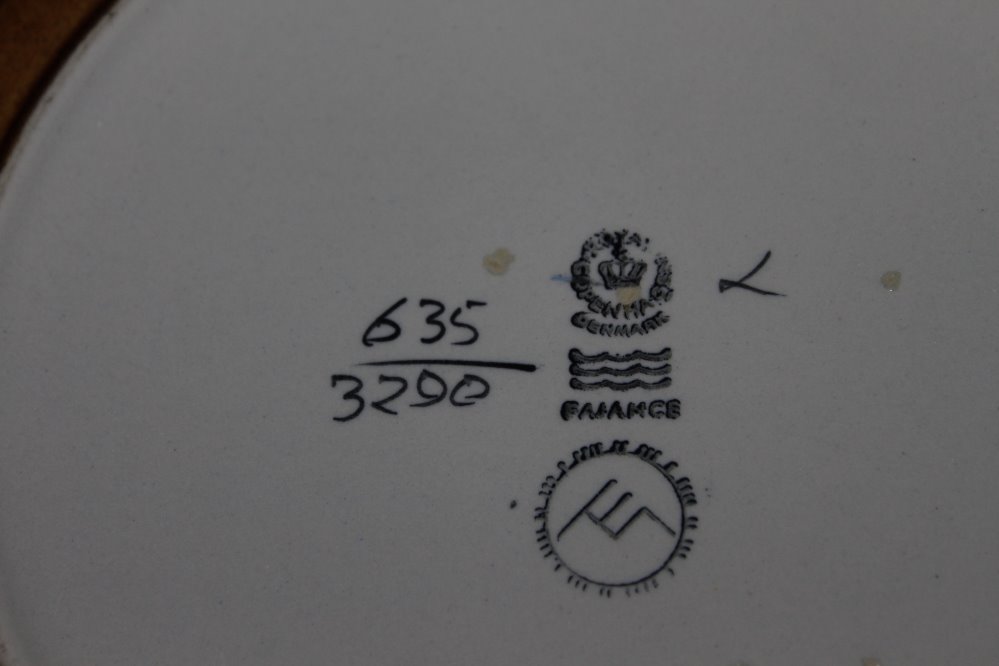 635
3290
ROYAL
COPENHAGEN
DENMARK
FAJANCE